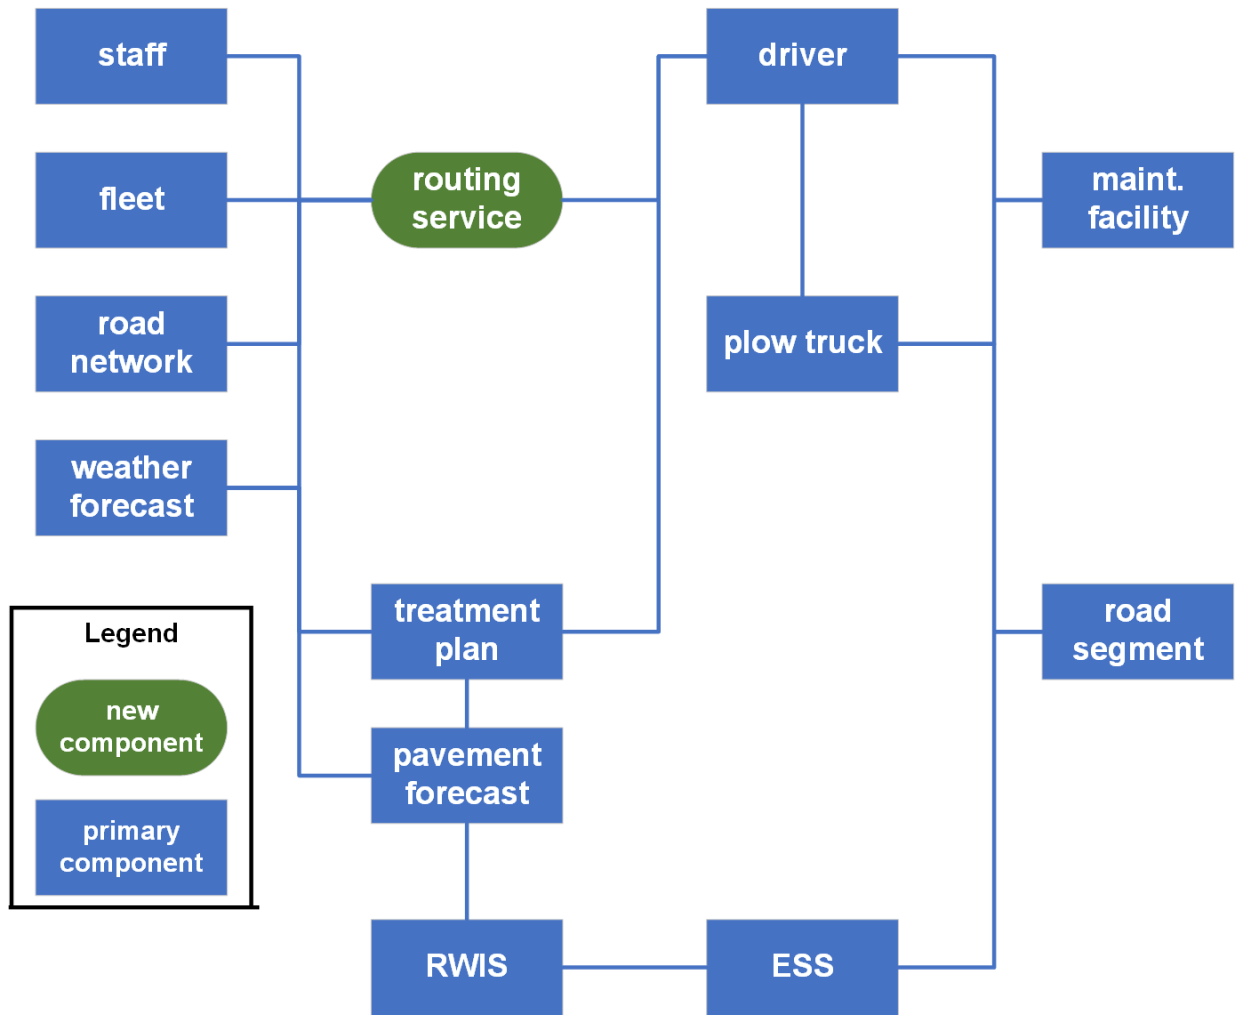 staff
driver
fleet
routing
service
maint.
facility
road
network
plow truck
weather
forecast
treatment
plan
road
segment
Legend
new
component
pavement
forecast
primary
component
RWIS
ESS